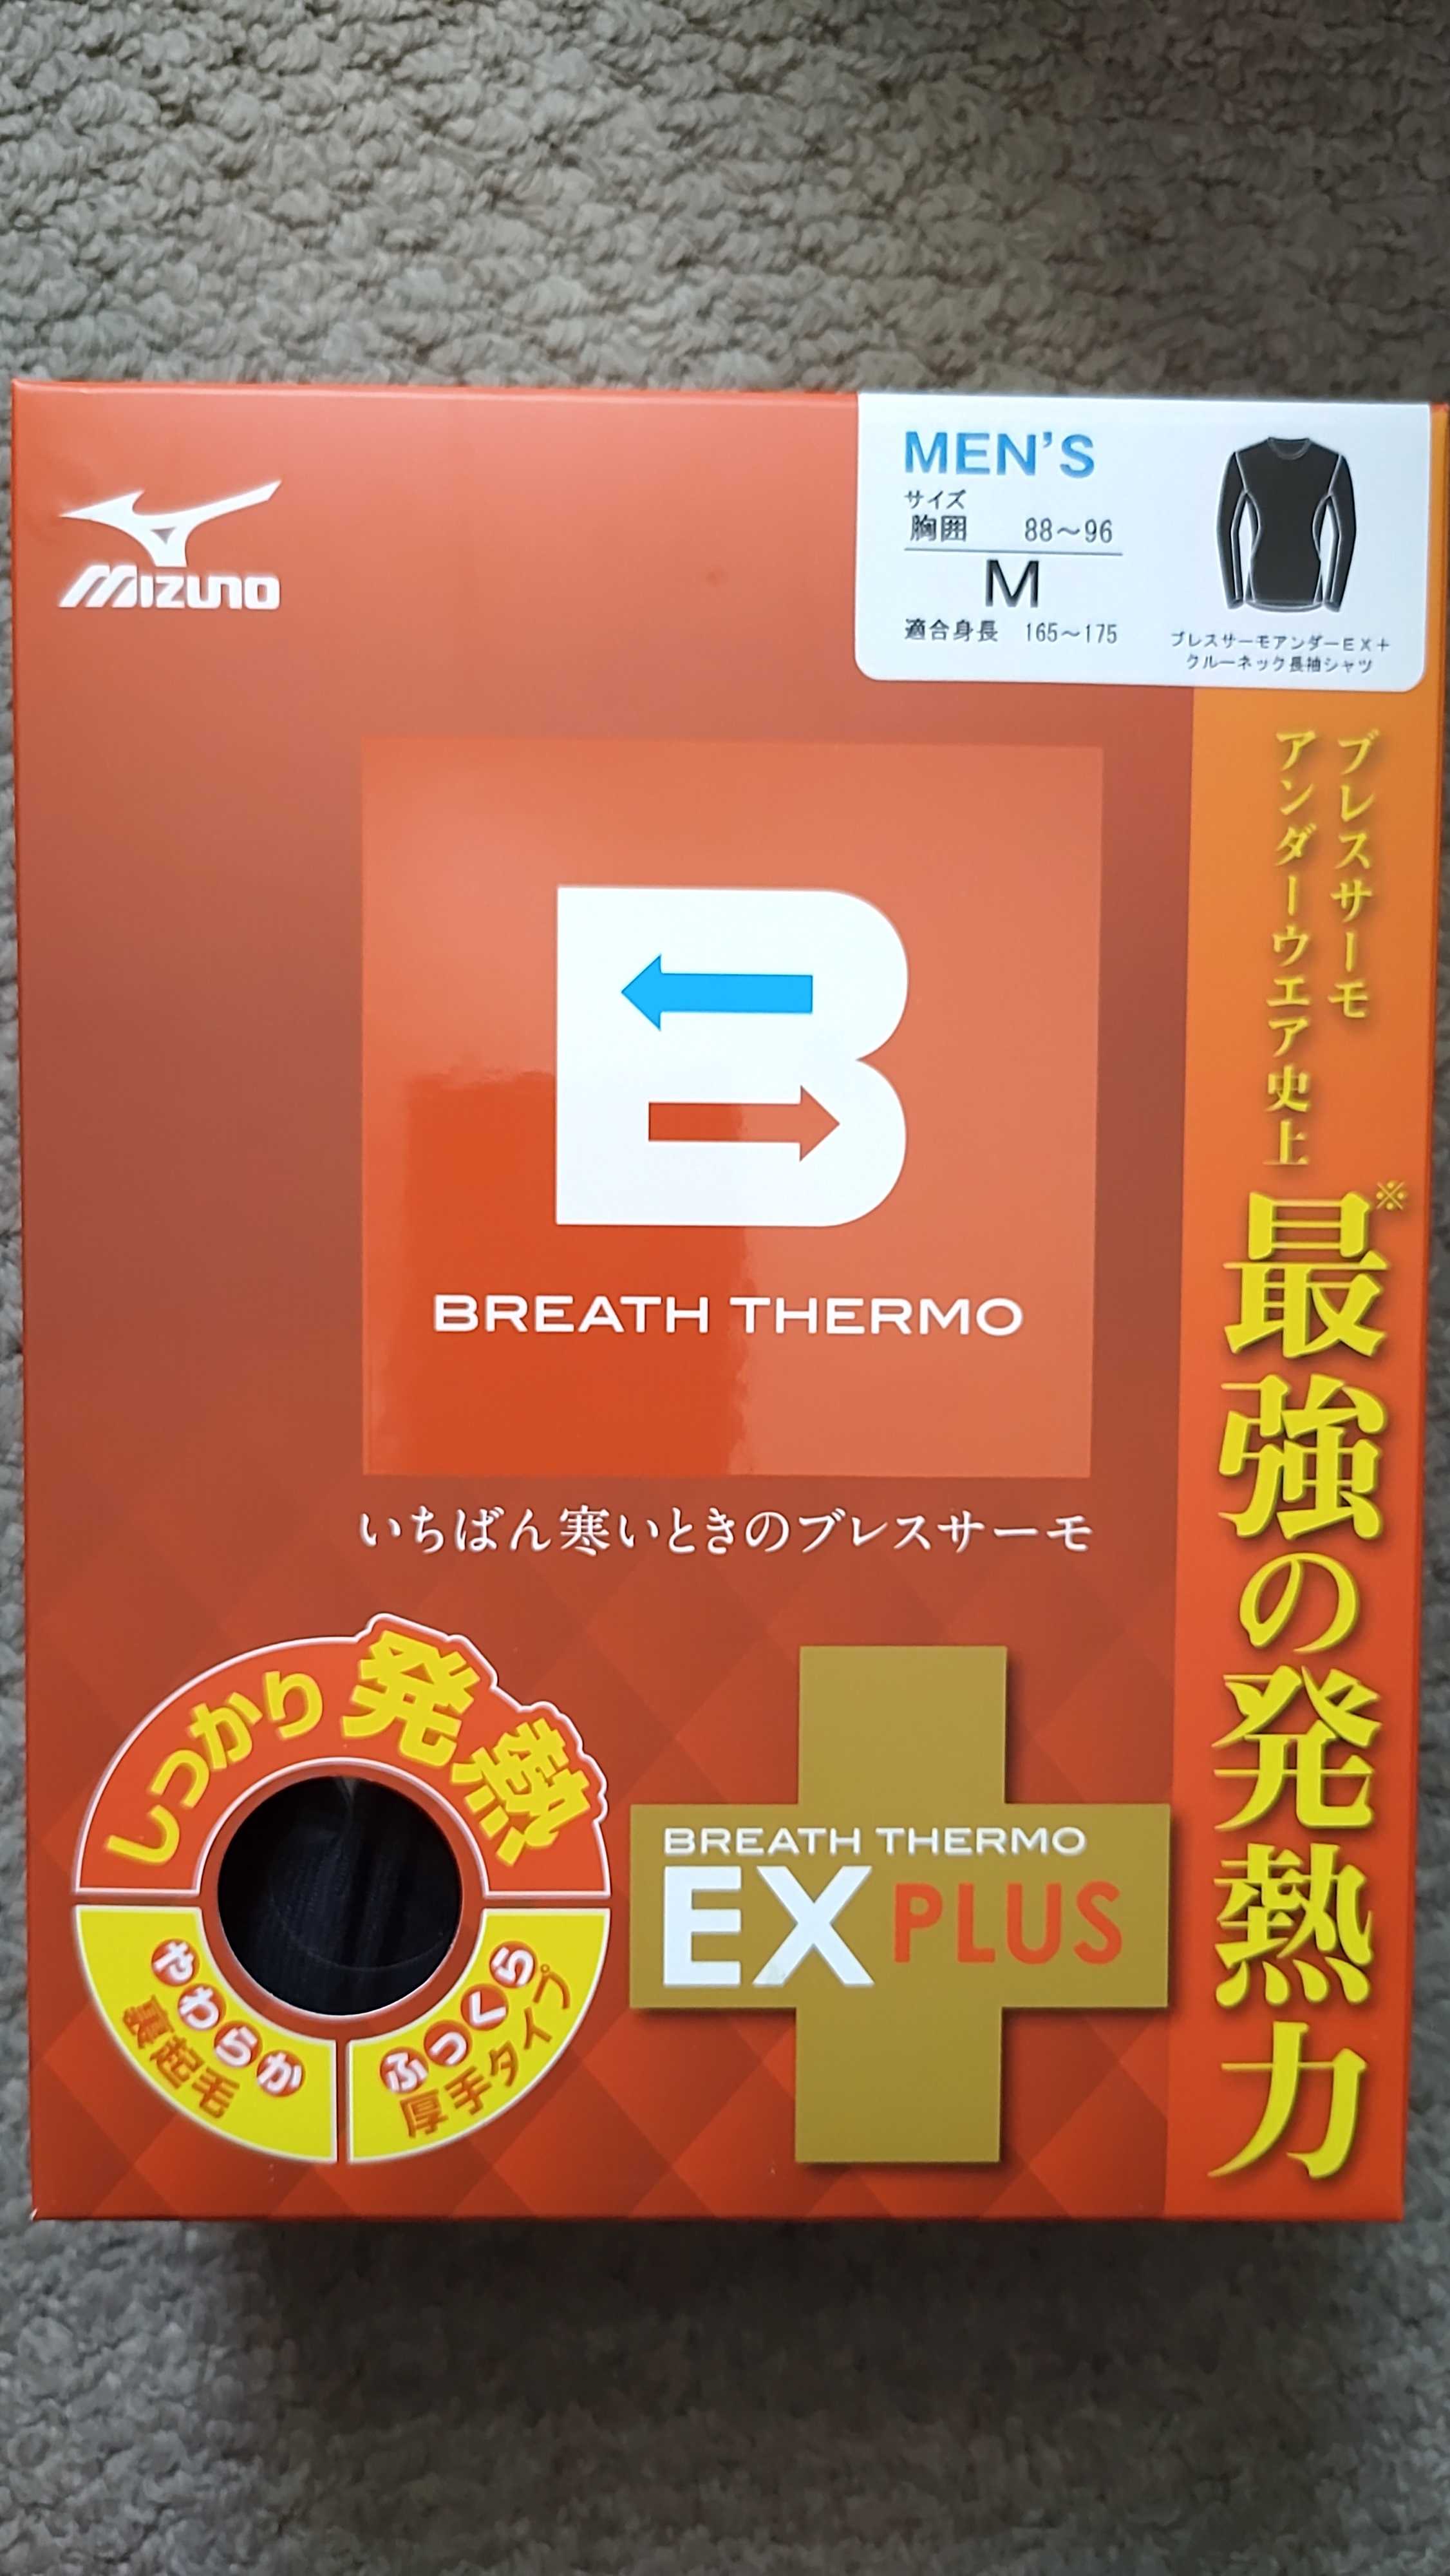 MIZUNO
MEN'S
サイズ
胸囲 88～96
M
適合身長 165～175
ブレスサーモアンダーEX＋
クルーネック長袖シャツ
ブレスサーモ
アンダーウエア史上
※
最強の発熱力
B
BREATH THERMO
いちばん寒いときのブレスサーモ
しっかり発熱
やわらか
裏起毛
ふっくら
厚手タイプ
BREATH THERMO
EX PLUS